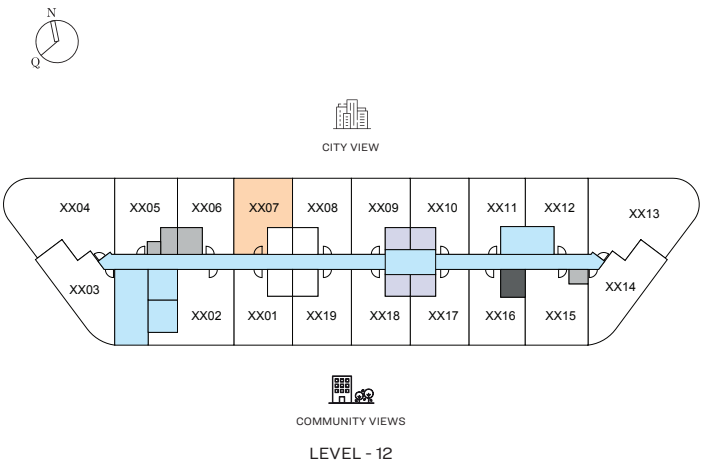 N
Q
CITY VIEW
XX04 XX05 XX06 XX07 XX08 XX09 XX10 XX11 XX12 XX13
XX03 XX14
XX02 XX01 XX19 XX18 XX17 XX16 XX15
COMMUNITY VIEWS
LEVEL - 12